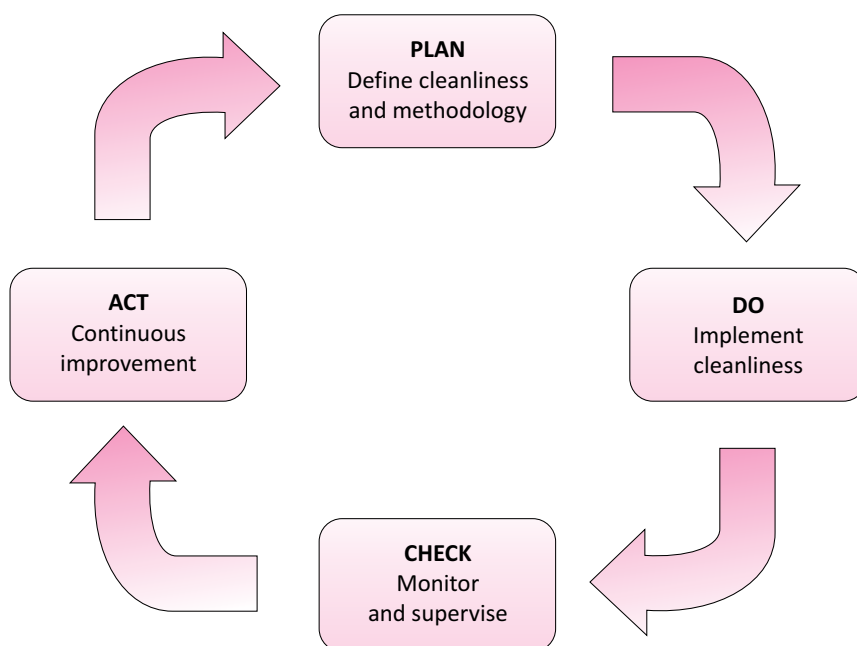 PLAN
Define cleanliness
and methodology
DO
Implement
cleanliness
CHECK
Monitor
and supervise
ACT
Continuous
improvement